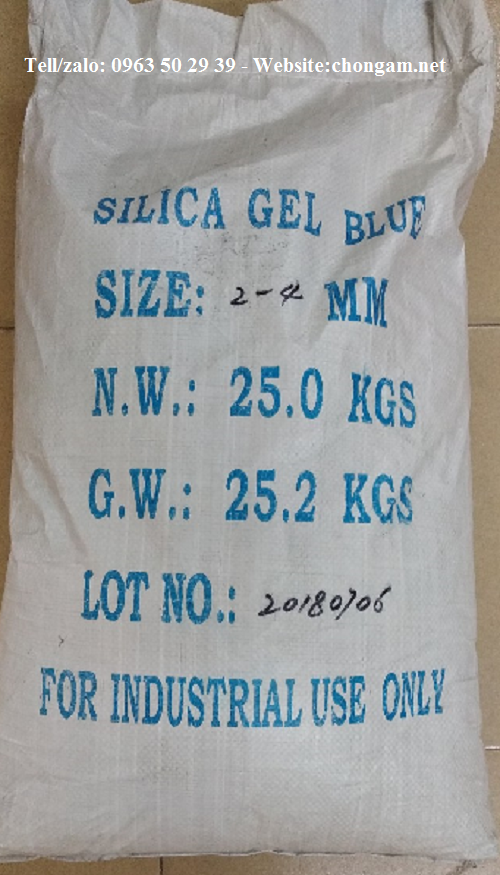 Tell/zalo: 0963 50 29 39 - Website:chongam.net
SILICA GEL BLUE
SIZE: 2-4 MM
N.W.: 25.0 KGS
G.W.: 25.2 KGS
LOT NO.: 20180706
FOR INDUSTRIAL USE ONLY